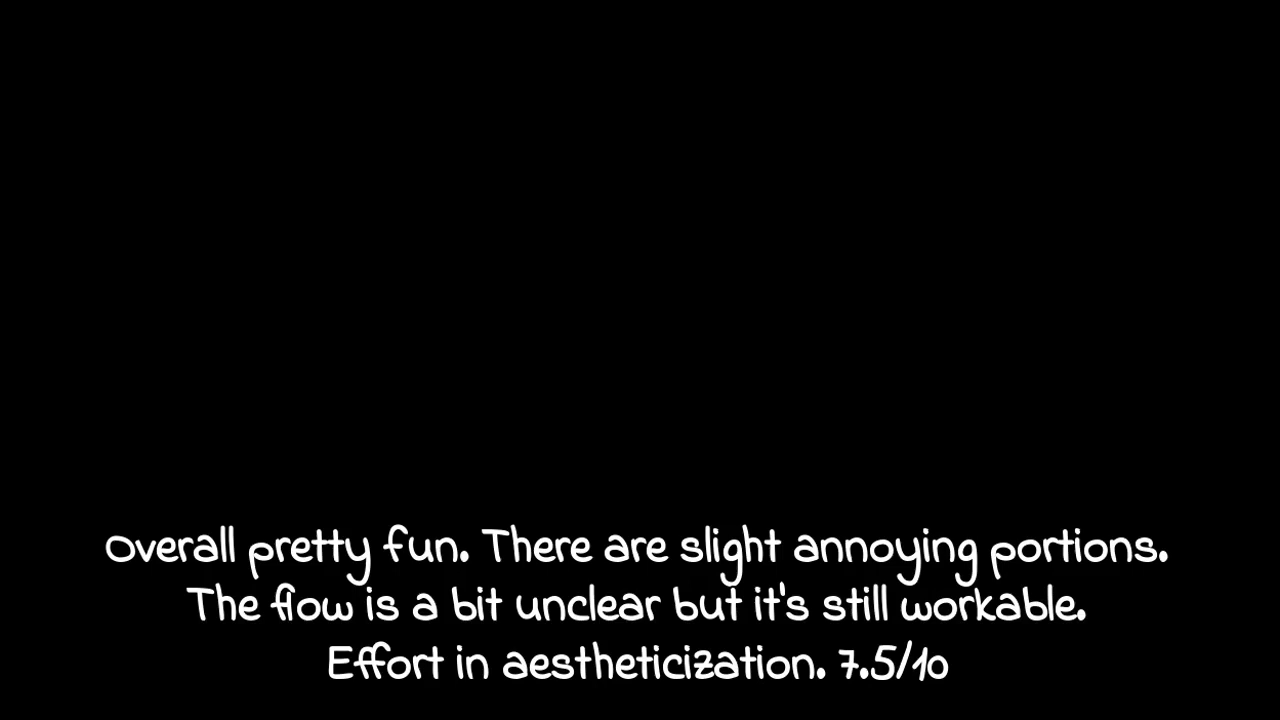 Overall pretty fun. There are slight annoying portions.
The flow is a bit unclear but it's still workable.
Effort in aestheticization. 7.5/10